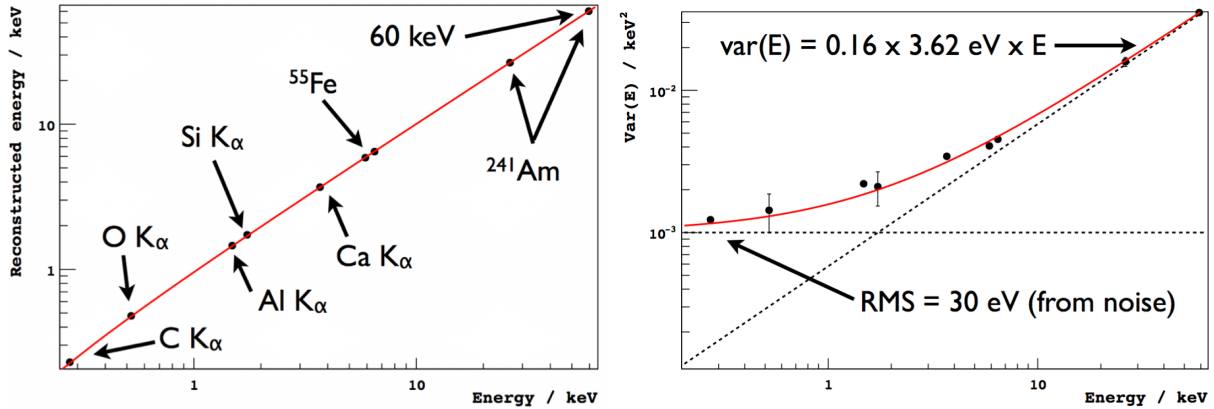 Reconstructed energy / keV
10
1
60 keV
⁵⁵Fe
Si Kα
²⁴¹Am
O Kα
Ca Kα
Al Kα
C Kα
1
10
Energy / keV
Var(E) / keV²
10⁻²
10⁻³
var(E) = 0.16 x 3.62 eV x E
RMS = 30 eV (from noise)
1
10
Energy / keV